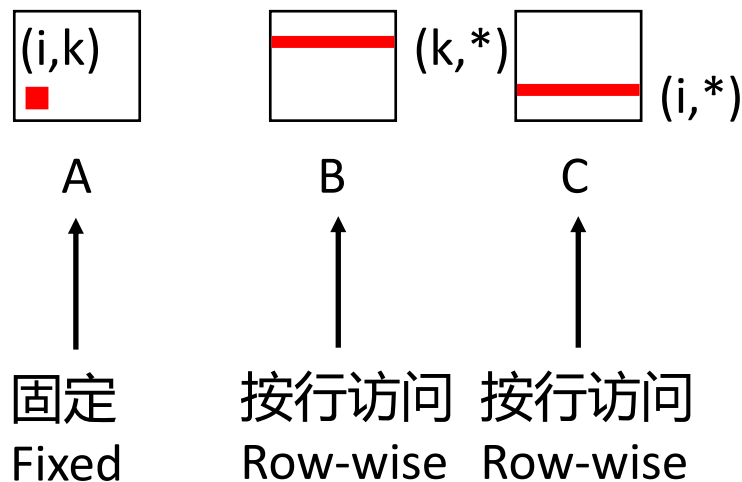 (i,k)
(k,*)
(i,*)
A
B
C
固定
按行访问
按行访问
Fixed
Row-wise
Row-wise